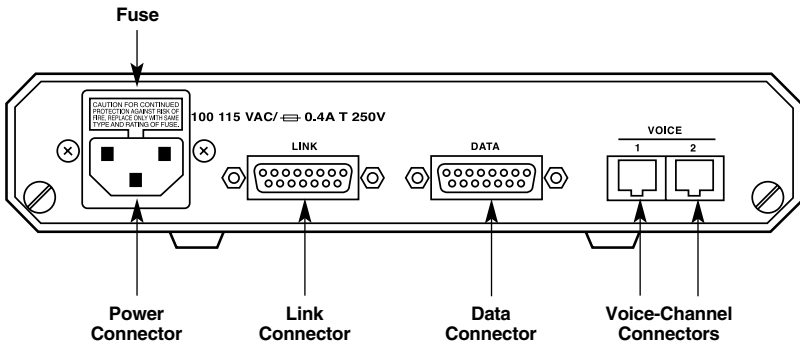 Fuse
CAUTION FOR CONTINUED
PROTECTION AGAINST RISK OF
FIRE, REPLACE ONLY WITH SAME
TYPE AND RATING OF FUSE.
100 115 VAC/ 0.4A T 250V
LINK
DATA
VOICE
1 2
Power
Connector
Link
Connector
Data
Connector
Voice-Channel
Connectors